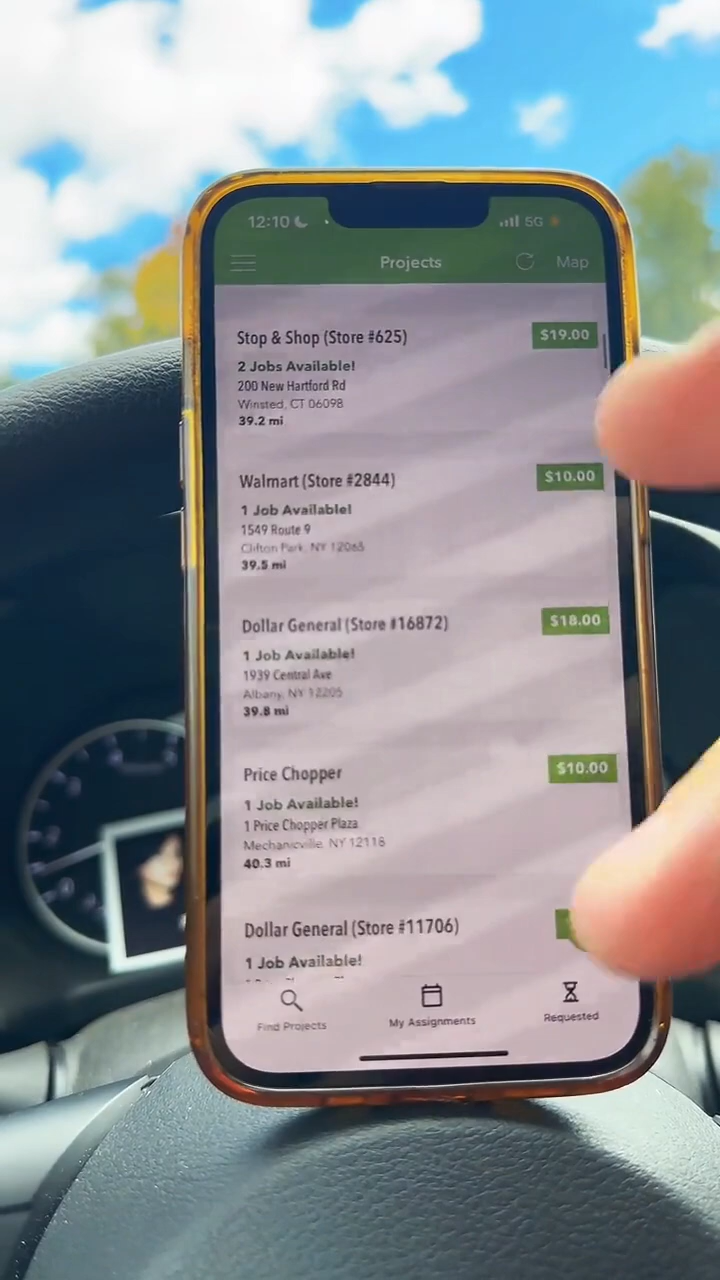 12:10
5G
Projects
Map
Stop & Shop (Store #625)
$19.00
2 Jobs Available!
200 New Hartford Rd
Winsted, CT 06098
39.2 mi
Walmart (Store #2844)
$10.00
1 Job Available!
1549 Route 9
Clifton Park, NY 12065
39.5 mi
Dollar General (Store #16872)
$18.00
1 Job Available!
1939 Central Ave
Albany, NY 12205
39.8 mi
Price Chopper
$10.00
1 Job Available!
1 Price Chopper Plaza
Mechanicville, NY 12118
40.3 mi
Dollar General (Store #11706)
1 Job Available!
Find Projects
My Assignments
Requested